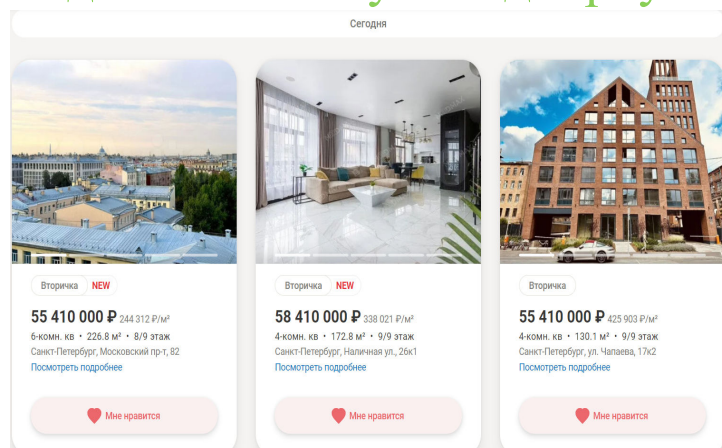 Сегодня
Вторичка NEW
55 410 000 ₽ 244 312 ₽/м²
6-комн. кв • 226.8 м² • 8/9 этаж
Санкт-Петербург, Московский пр-т, 82
Посмотреть подробнее
Мне нравится
Вторичка NEW
58 410 000 ₽ 338 021 ₽/м²
4-комн. кв • 172.8 м² • 9/9 этаж
Санкт-Петербург, Наличная ул., 26к1
Посмотреть подробнее
Мне нравится
Вторичка
55 410 000 ₽ 425 903 ₽/м²
4-комн. кв • 130.1 м² • 9/9 этаж
Санкт-Петербург, ул. Чапаева, 17к2
Посмотреть подробнее
Мне нравится